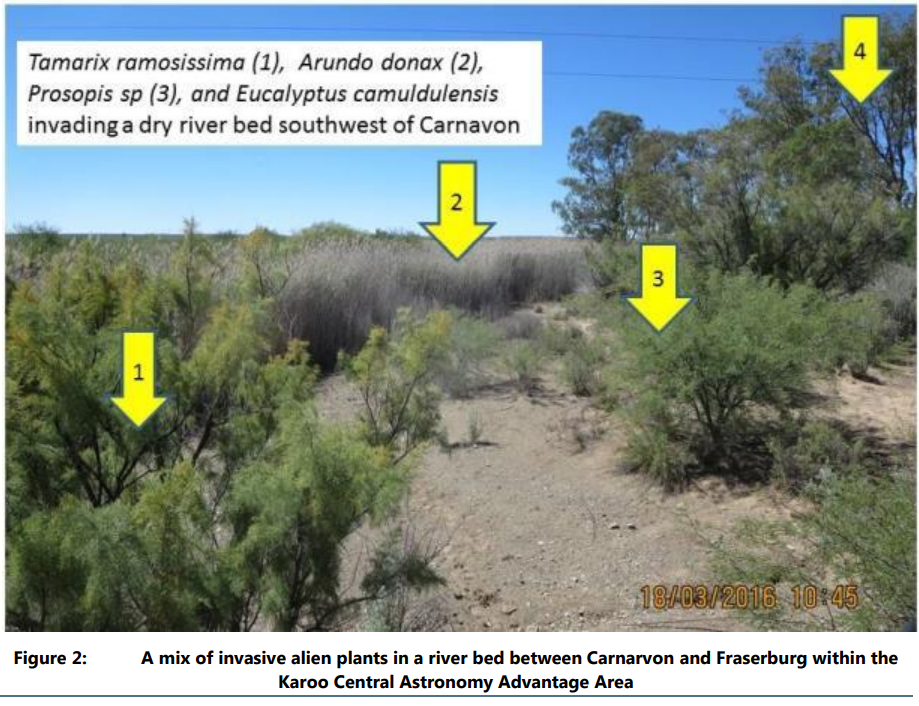 Tamarix ramosissima (1), Arundo donax (2),
Prosopis sp (3), and Eucalyptus camuldulensis
invading a dry river bed southwest of Carnavon
4
2
3
1
18/03/2016 10:45
Figure 2: A mix of invasive alien plants in a river bed between Carnarvon and Fraserburg within the
Karoo Central Astronomy Advantage Area